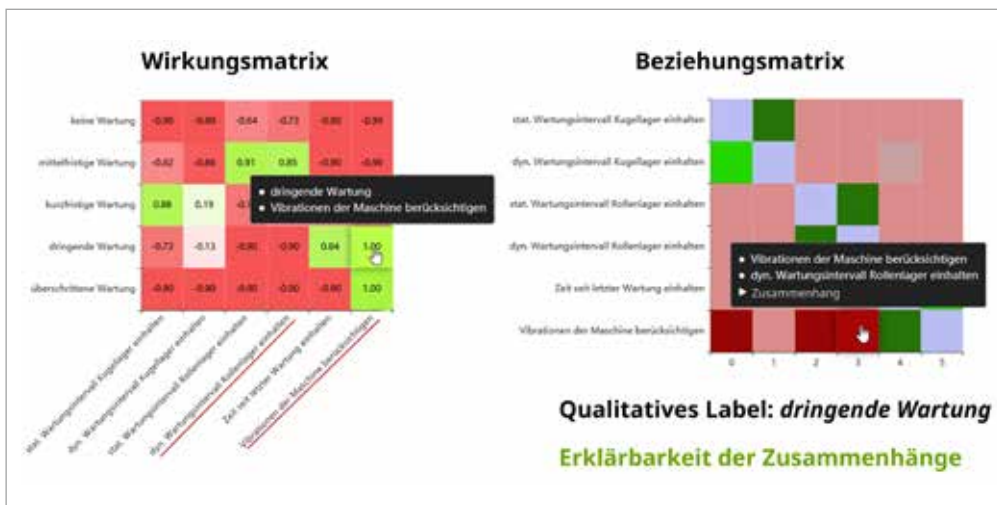 Wirkungsmatrix
keine Wartung -0.90 -0.80 -0.64 -0.73 -0.90 -0.99
mittelfristige Wartung -0.62 -0.86 0.91 0.85 -0.90 -0.90
kurzfristige Wartung 0.88 0.19
dringende Wartung -0.73 -0.13 -0.90 -0.90 0.84 1.00
überschrittene Wartung -0.90 -0.90 -0.90 -0.90 -0.90 1.00
• dringende Wartung
• Vibrationen der Maschine berücksichtigen
stat. Wartungsintervall Kugellager einhalten
dyn. Wartungsintervall Kugellager einhalten
stat. Wartungsintervall Rollenlager einhalten
dyn. Wartungsintervall Rollenlager einhalten
Zeit seit letzter Wartung einhalten
Vibrationen der Maschine berücksichtigen
Beziehungsmatrix
stat. Wartungsintervall Kugellager einhalten
dyn. Wartungsintervall Kugellager einhalten
stat. Wartungsintervall Rollenlager einhalten
dyn. Wartungsintervall Rollenlager einhalten
Zeit seit letzter Wartung einhalten
Vibrationen der Maschine berücksichtigen
• Vibrationen der Maschine berücksichtigen
• dyn. Wartungsintervall Rollenlager einhalten
▶ Zusammenhang
0 1 2 3 4 5
Qualitatives Label: dringende Wartung
Erklärbarkeit der Zusammenhänge